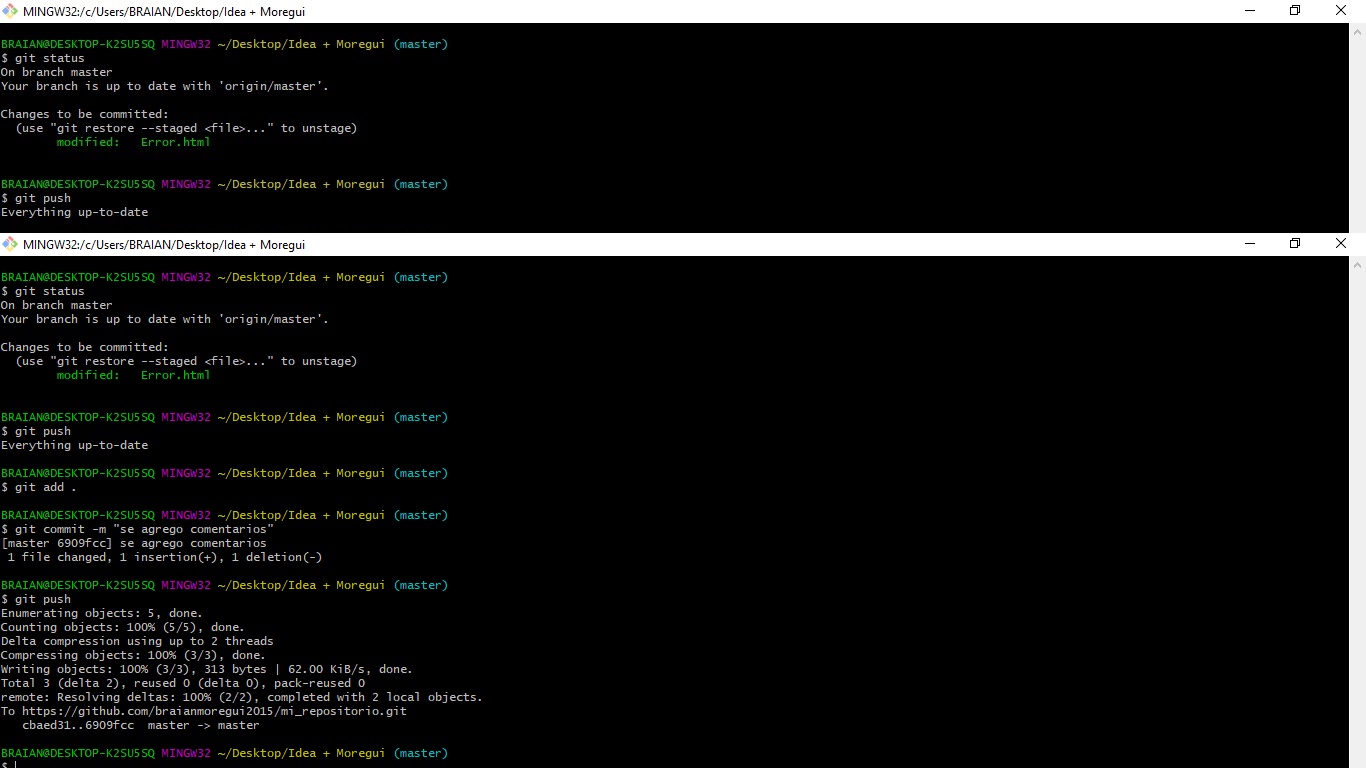 MINGW32:/c/Users/BRAIAN/Desktop/Idea + Moregui
BRAIAN@DESKTOP-K2SU5SQ MINGW32 ~/Desktop/Idea + Moregui (master)
$ git status
On branch master
Your branch is up to date with 'origin/master'.
Changes to be committed:
  (use "git restore --staged <file>..." to unstage)
        modified:   Error.html
BRAIAN@DESKTOP-K2SU5SQ MINGW32 ~/Desktop/Idea + Moregui (master)
$ git push
Everything up-to-date
MINGW32:/c/Users/BRAIAN/Desktop/Idea + Moregui
BRAIAN@DESKTOP-K2SU5SQ MINGW32 ~/Desktop/Idea + Moregui (master)
$ git status
On branch master
Your branch is up to date with 'origin/master'.
Changes to be committed:
  (use "git restore --staged <file>..." to unstage)
        modified:   Error.html
BRAIAN@DESKTOP-K2SU5SQ MINGW32 ~/Desktop/Idea + Moregui (master)
$ git push
Everything up-to-date
BRAIAN@DESKTOP-K2SU5SQ MINGW32 ~/Desktop/Idea + Moregui (master)
$ git add .
BRAIAN@DESKTOP-K2SU5SQ MINGW32 ~/Desktop/Idea + Moregui (master)
$ git commit -m "se agrego comentarios"
[master 6909fcc] se agrego comentarios
 1 file changed, 1 insertion(+), 1 deletion(-)
BRAIAN@DESKTOP-K2SU5SQ MINGW32 ~/Desktop/Idea + Moregui (master)
$ git push
Enumerating objects: 5, done.
Counting objects: 100% (5/5), done.
Delta compression using up to 2 threads
Compressing objects: 100% (3/3), done.
Writing objects: 100% (3/3), 313 bytes | 62.00 KiB/s, done.
Total 3 (delta 2), reused 0 (delta 0), pack-reused 0
remote: Resolving deltas: 100% (2/2), completed with 2 local objects.
To https://github.com/braianmoregui2015/mi_repositorio.git
   cbaed31..6909fcc  master -> master
BRAIAN@DESKTOP-K2SU5SQ MINGW32 ~/Desktop/Idea + Moregui (master)
$